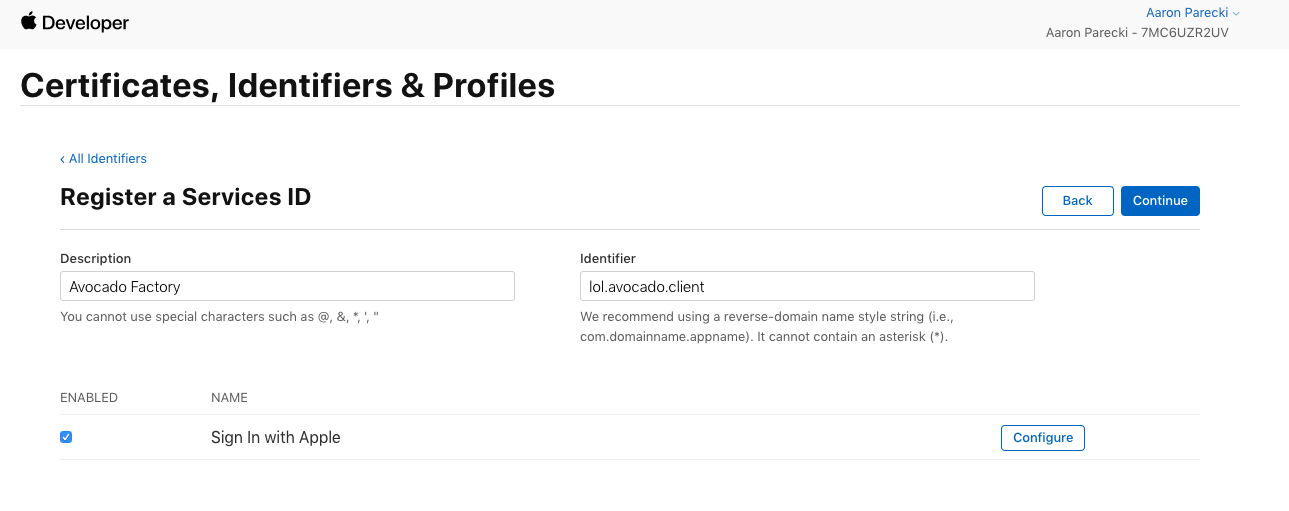 Developer
Aaron Parecki
Aaron Parecki - 7MC6UZR2UV
Certificates, Identifiers & Profiles
‹ All Identifiers
Register a Services ID
Back
Continue
Description
Identifier
Avocado Factory
lol.avocado.client
You cannot use special characters such as @, &, *, ', "
We recommend using a reverse-domain name style string (i.e.,
com.domainname.appname). It cannot contain an asterisk (*).
ENABLED
NAME
Sign In with Apple
Configure